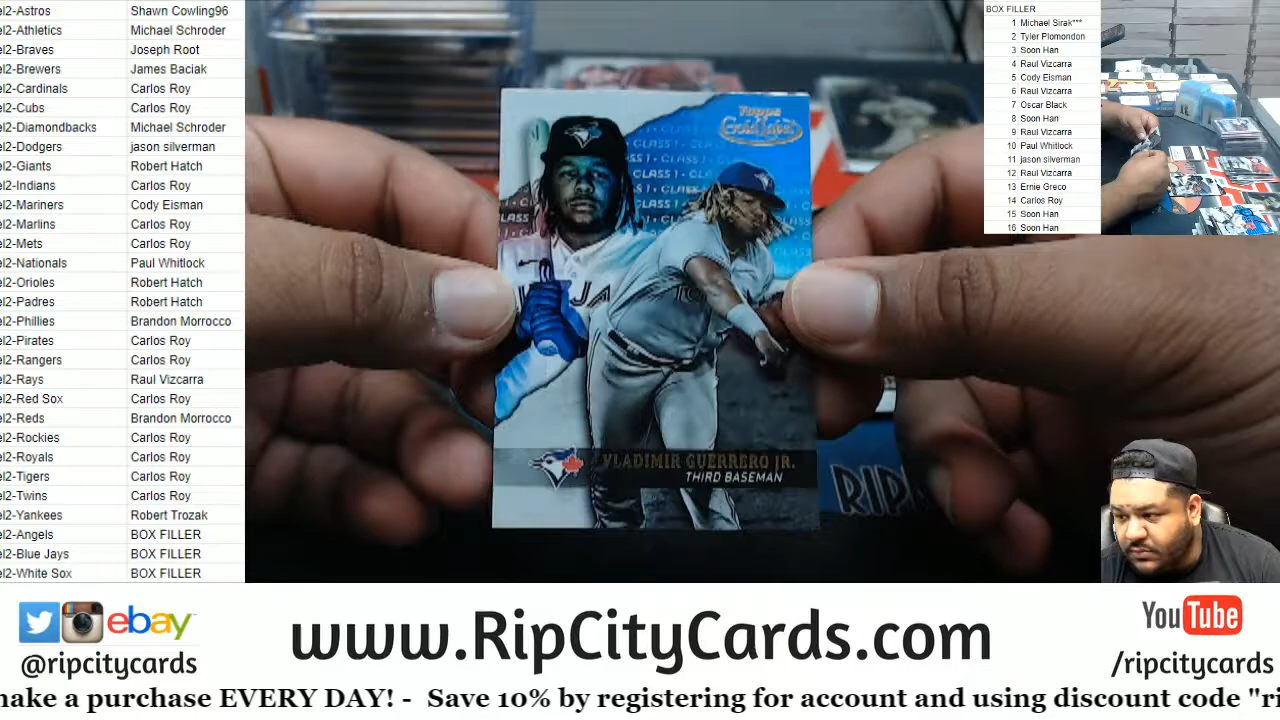 el2-Astros Shawn Cowling96
el2-Athletics Michael Schroder
el2-Braves Joseph Root
el2-Brewers James Baciak
el2-Cardinals Carlos Roy
el2-Cubs Carlos Roy
el2-Diamondbacks Michael Schroder
el2-Dodgers jason silverman
el2-Giants Robert Hatch
el2-Indians Carlos Roy
el2-Mariners Cody Eisman
el2-Marlins Carlos Roy
el2-Mets Carlos Roy
el2-Nationals Paul Whitlock
el2-Orioles Robert Hatch
el2-Padres Robert Hatch
el2-Phillies Brandon Morrocco
el2-Pirates Carlos Roy
el2-Rangers Carlos Roy
el2-Rays Raul Vizcarra
el2-Red Sox Carlos Roy
el2-Reds Brandon Morrocco
el2-Rockies Carlos Roy
el2-Royals Carlos Roy
el2-Tigers Carlos Roy
el2-Twins Carlos Roy
el2-Yankees Robert Trozak
el2-Angels BOX FILLER
el2-Blue Jays BOX FILLER
el2-White Sox BOX FILLER
Topps
Gold Label
CLASS 1 • CLASS 1
VLADIMIR GUERRERO JR.
THIRD BASEMAN
RIP
BOX FILLER
1 Michael Sirak***
2 Tyler Plomondon
3 Soon Han
4 Raul Vizcarra
5 Cody Eisman
6 Raul Vizcarra
7 Oscar Black
8 Soon Han
9 Raul Vizcarra
10 Paul Whitlock
11 jason silverman
12 Raul Vizcarra
13 Ernie Greco
14 Carlos Roy
15 Soon Han
16 Soon Han
ebay
@ripcitycards
www.RipCityCards.com
YouTube
/ripcitycards
make a purchase EVERY DAY! - Save 10% by registering for account and using discount code "ri